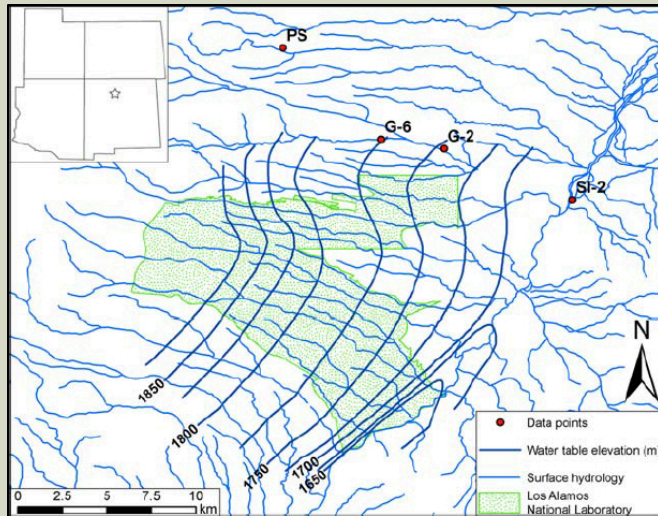 PS
G-6
G-2
SI-2
N
1850
1800
1750
1700
1650
Data points
Water table elevation (m)
Surface hydrology
Los Alamos
National Laboratory
0 2.5 5 7.5 10
km